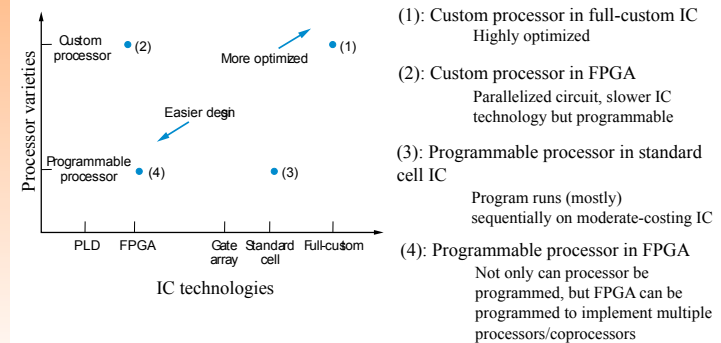 Custom
processor
(2)
More optimized
(1)
Easier desgin
Programmable
processor
(4)
(3)
Processor varieties
PLD
FPGA
Gate
array
Standard
cell
Full-custom
IC technologies
(1): Custom processor in full-custom IC
Highly optimized
(2): Custom processor in FPGA
Parallelized circuit, slower IC
technology but programmable
(3): Programmable processor in standard
cell IC
Program runs (mostly)
sequentially on moderate-costing IC
(4): Programmable processor in FPGA
Not only can processor be
programmed, but FPGA can be
programmed to implement multiple
processors/coprocessors